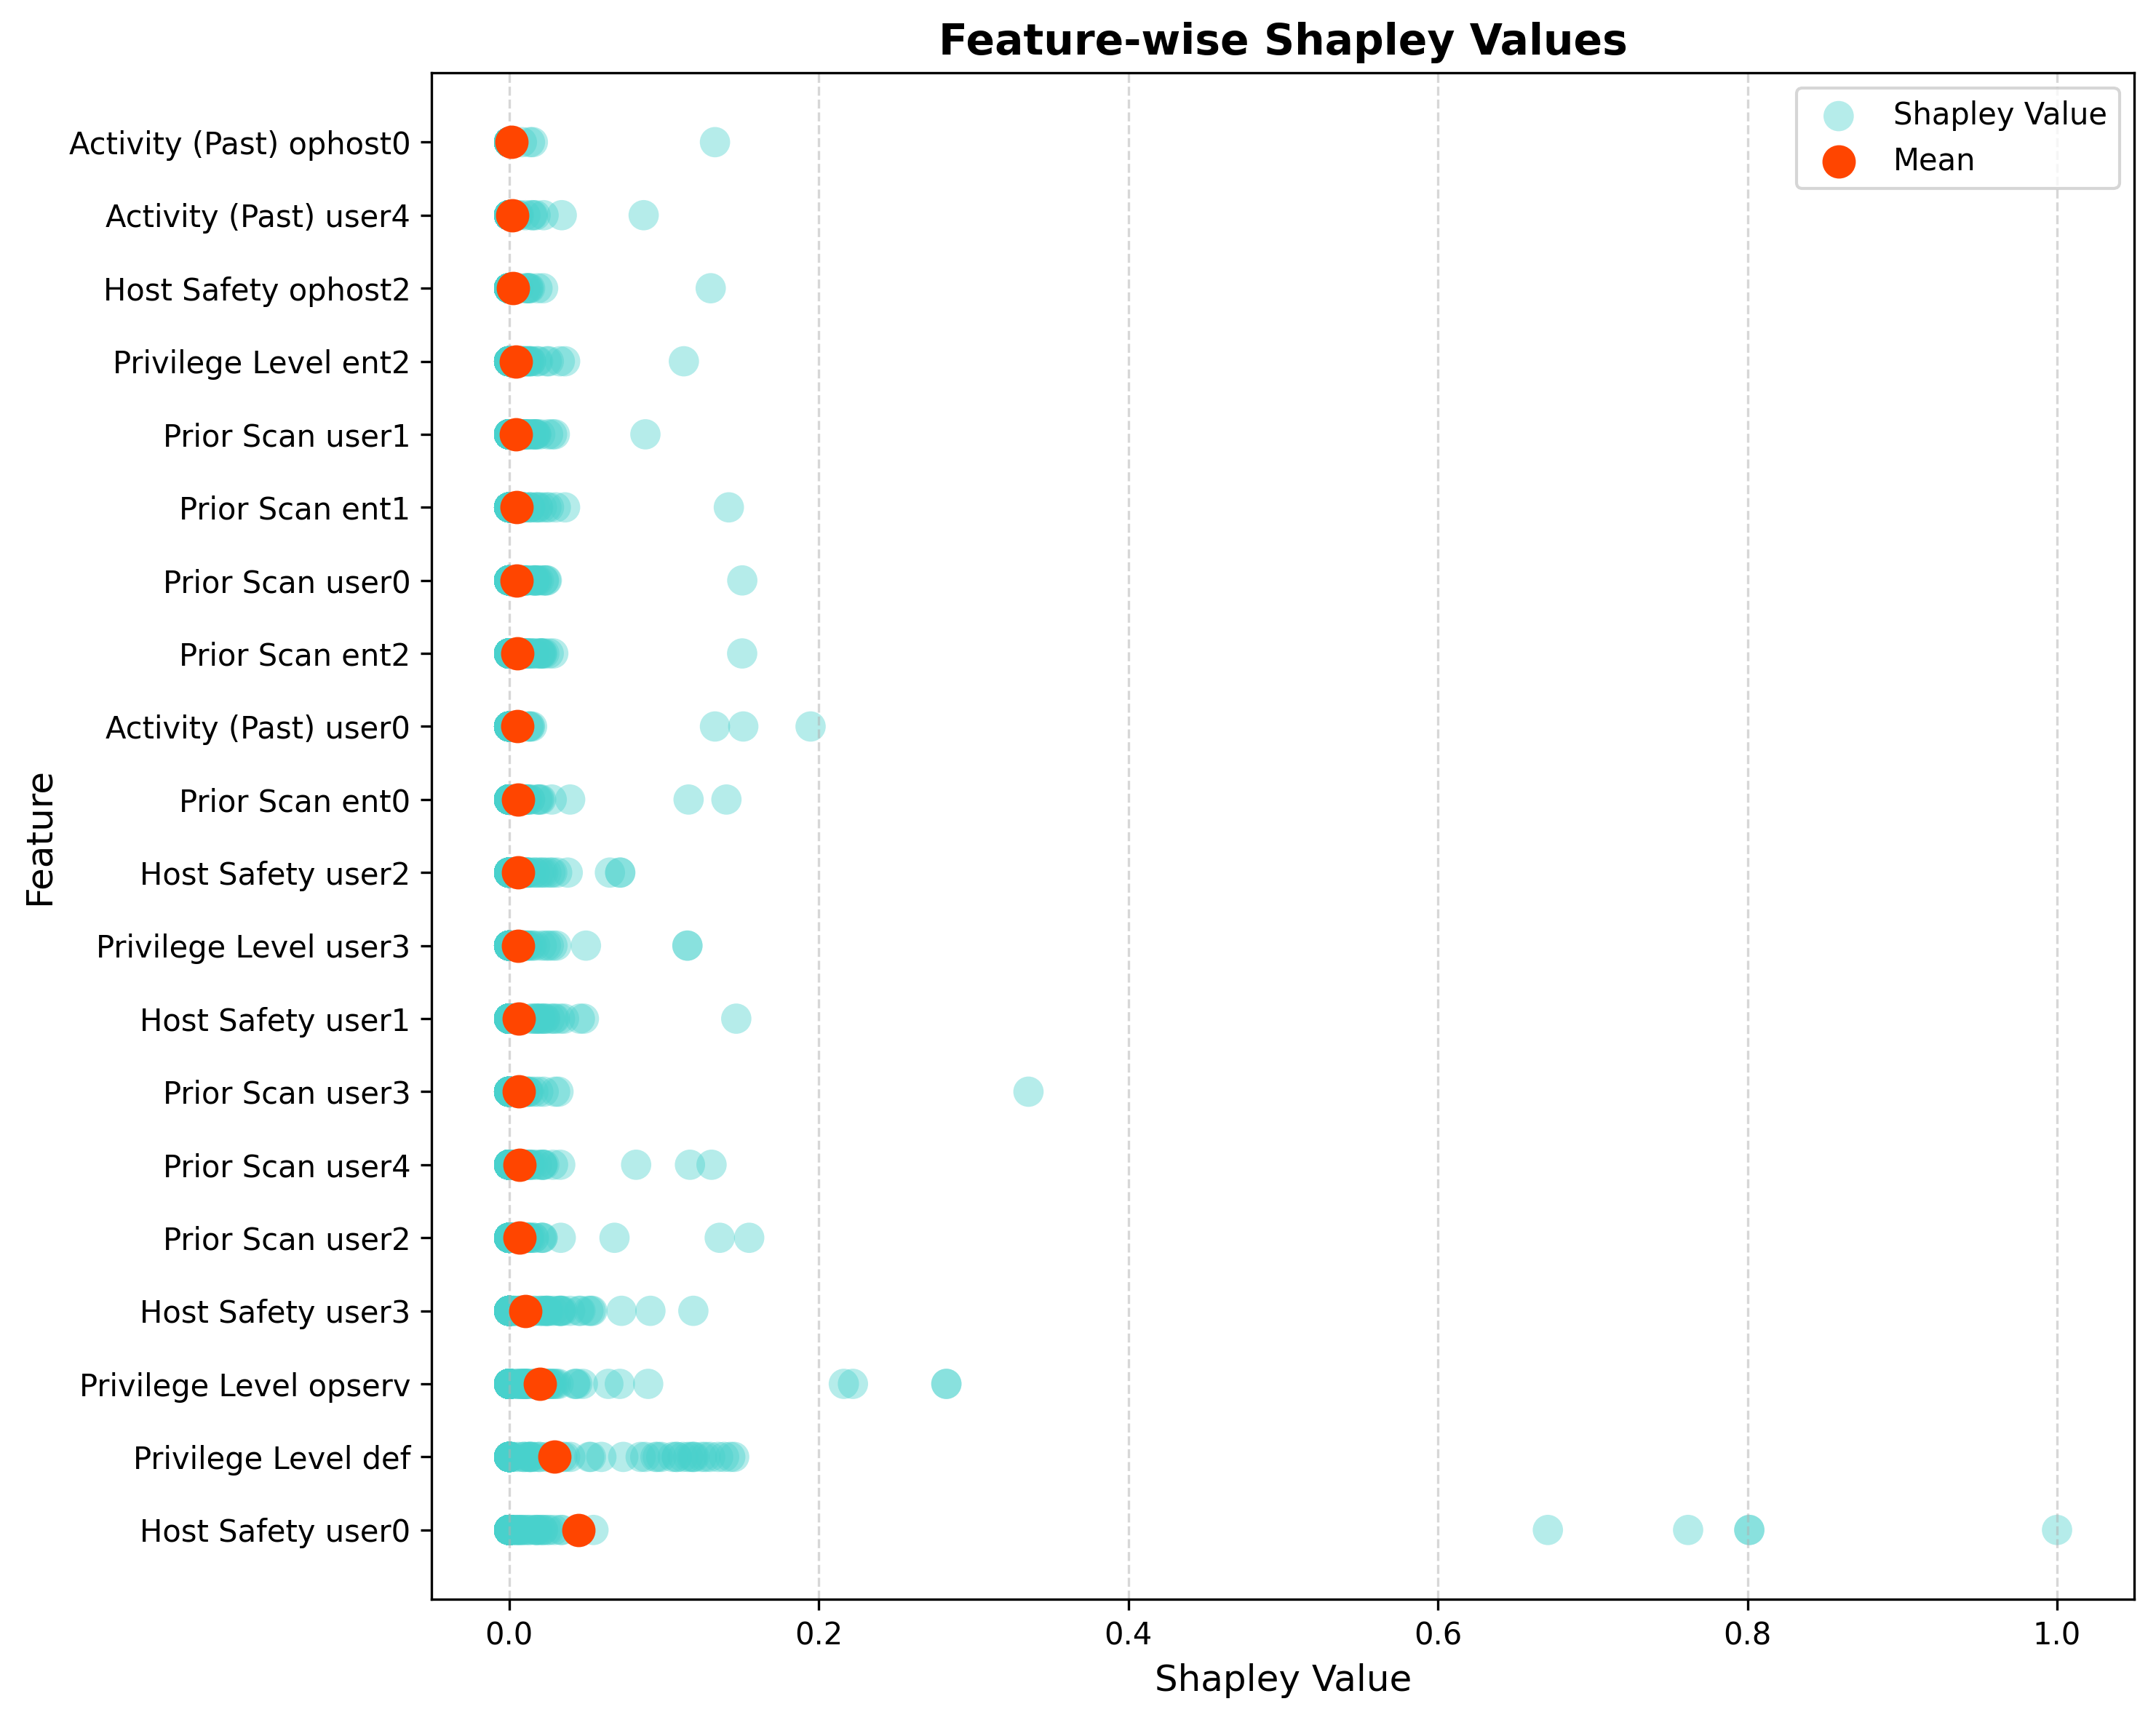 Feature-wise Shapley Values
Shapley Value
Mean
Activity (Past) ophost0
Activity (Past) user4
Host Safety ophost2
Privilege Level ent2
Prior Scan user1
Prior Scan ent1
Prior Scan user0
Prior Scan ent2
Activity (Past) user0
Prior Scan ent0
Host Safety user2
Privilege Level user3
Host Safety user1
Prior Scan user3
Prior Scan user4
Prior Scan user2
Host Safety user3
Privilege Level opserv
Privilege Level def
Host Safety user0
Feature
0.0 0.2 0.4 0.6 0.8 1.0
Shapley Value